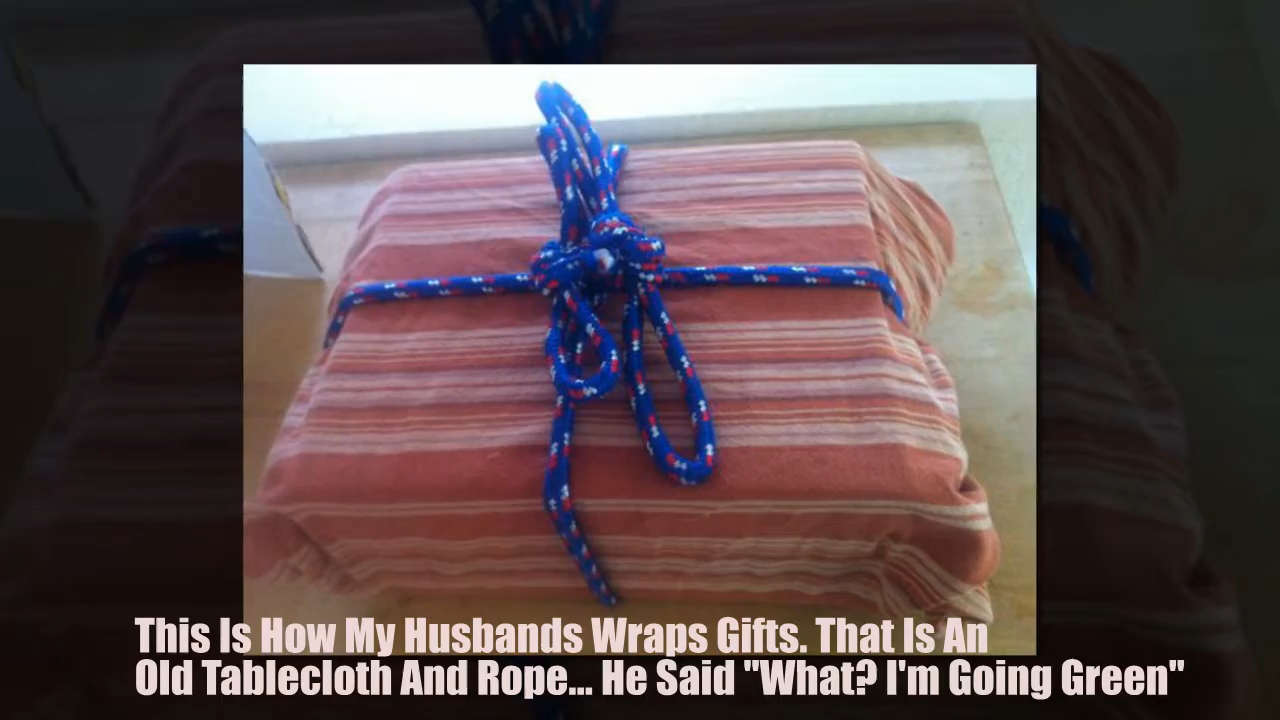 This Is How My Husbands Wraps Gifts. That Is An
Old Tablecloth And Rope... He Said "What? I'm Going Green"